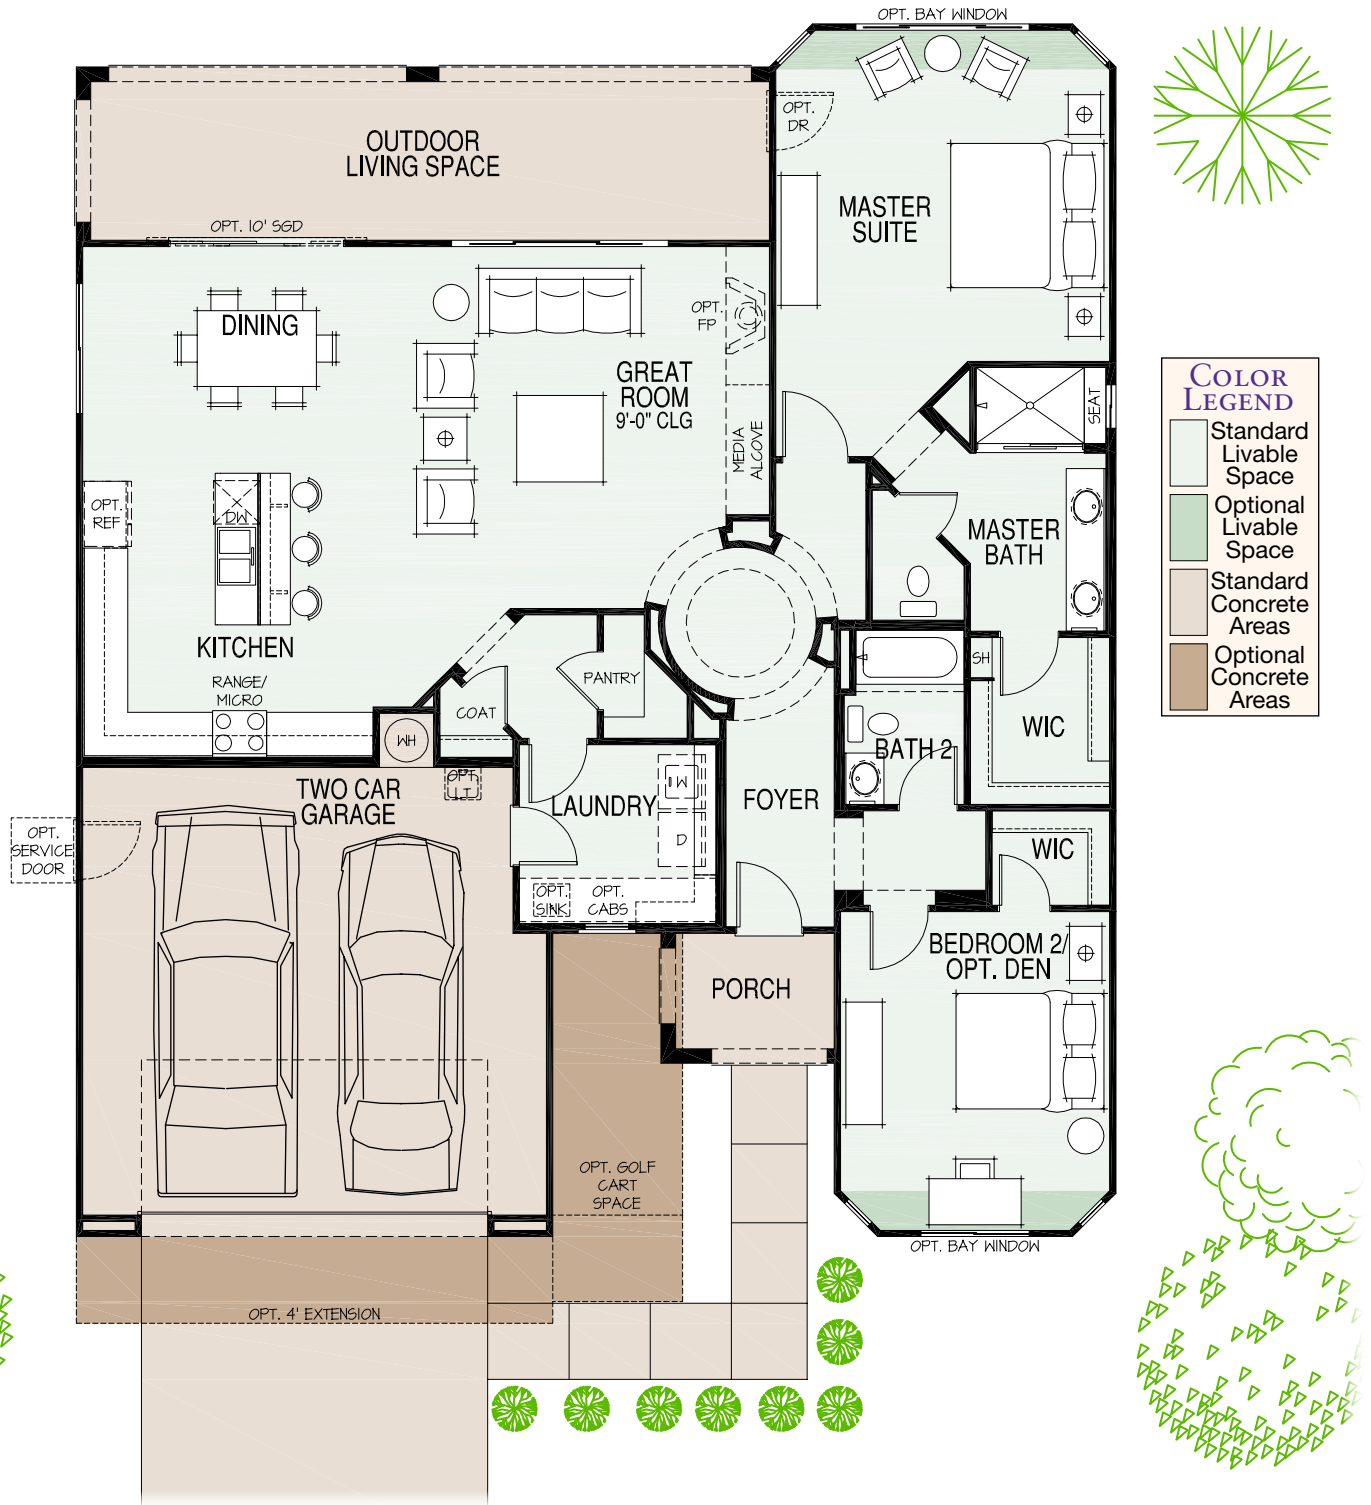 OPT. BAY WINDOW
OUTDOOR
LIVING SPACE
OPT.
DR
MASTER
SUITE
OPT. 10' SGD
DINING
OPT.
FP
GREAT
ROOM
9'-0" CLG
MEDIA
ALCOVE
SEAT
COLOR
LEGEND
Standard
Livable
Space
Optional
Livable
Space
Standard
Concrete
Areas
Optional
Concrete
Areas
OPT.
REF
DW
MASTER
BATH
KITCHEN
RANGE/
MICRO
PANTRY
COAT
SH
WIC
WH
BATH 2
TWO CAR
GARAGE
OPT.
LT
W
LAUNDRY
FOYER
D
OPT.
SERVICE
DOOR
WIC
OPT.
SINK
OPT.
CABS
BEDROOM 2/
OPT. DEN
PORCH
OPT. GOLF
CART
SPACE
OPT. BAY WINDOW
OPT. 4' EXTENSION